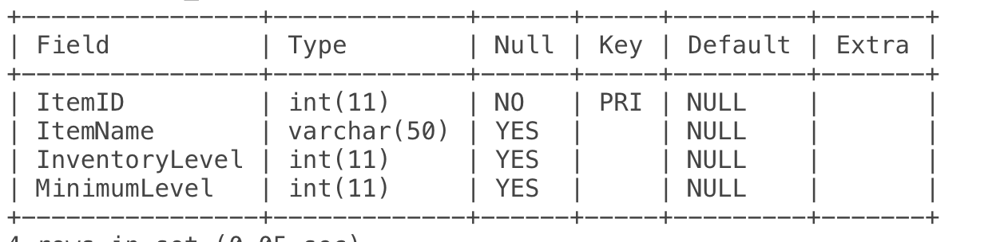 +----------------+-------------+------+-----+---------+-------+
| Field          | Type        | Null | Key | Default | Extra |
+----------------+-------------+------+-----+---------+-------+
| ItemID         | int(11)     | NO   | PRI | NULL    |       |
| ItemName       | varchar(50) | YES  |     | NULL    |       |
| InventoryLevel | int(11)     | YES  |     | NULL    |       |
| MinimumLevel   | int(11)     | YES  |     | NULL    |       |
+----------------+-------------+------+-----+---------+-------+
4 rows in set (0.05 sec)